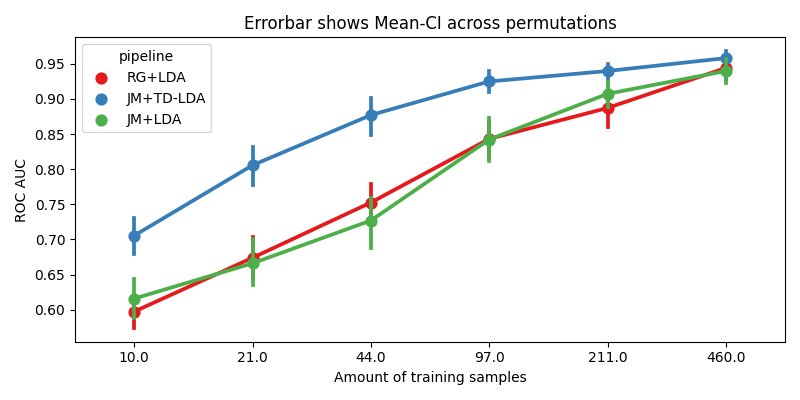 Errorbar shows Mean-CI across permutations
pipeline
RG+LDA
JM+TD-LDA
JM+LDA
ROC AUC
0.95
0.90
0.85
0.80
0.75
0.70
0.65
0.60
10.0 21.0 44.0 97.0 211.0 460.0
Amount of training samples